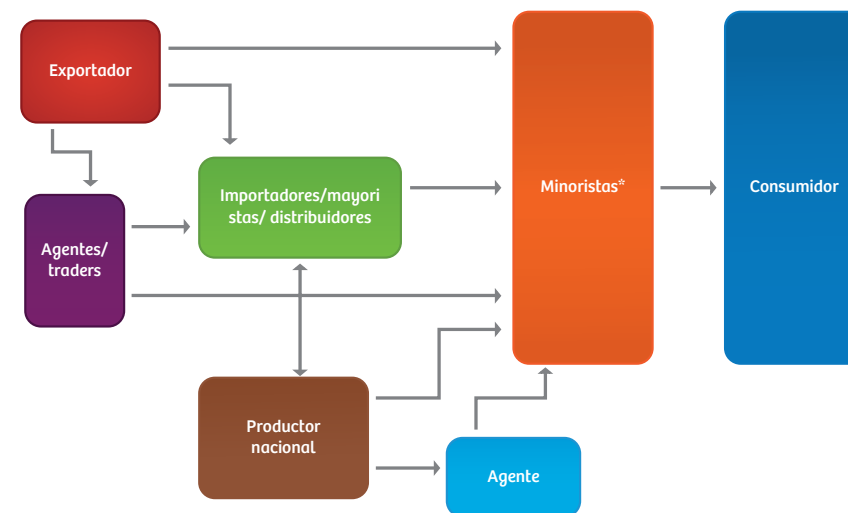 Exportador
Importadores/mayori
stas/ distribuidores
Minoristas*
Consumidor
Agentes/
traders
Productor
nacional
Agente